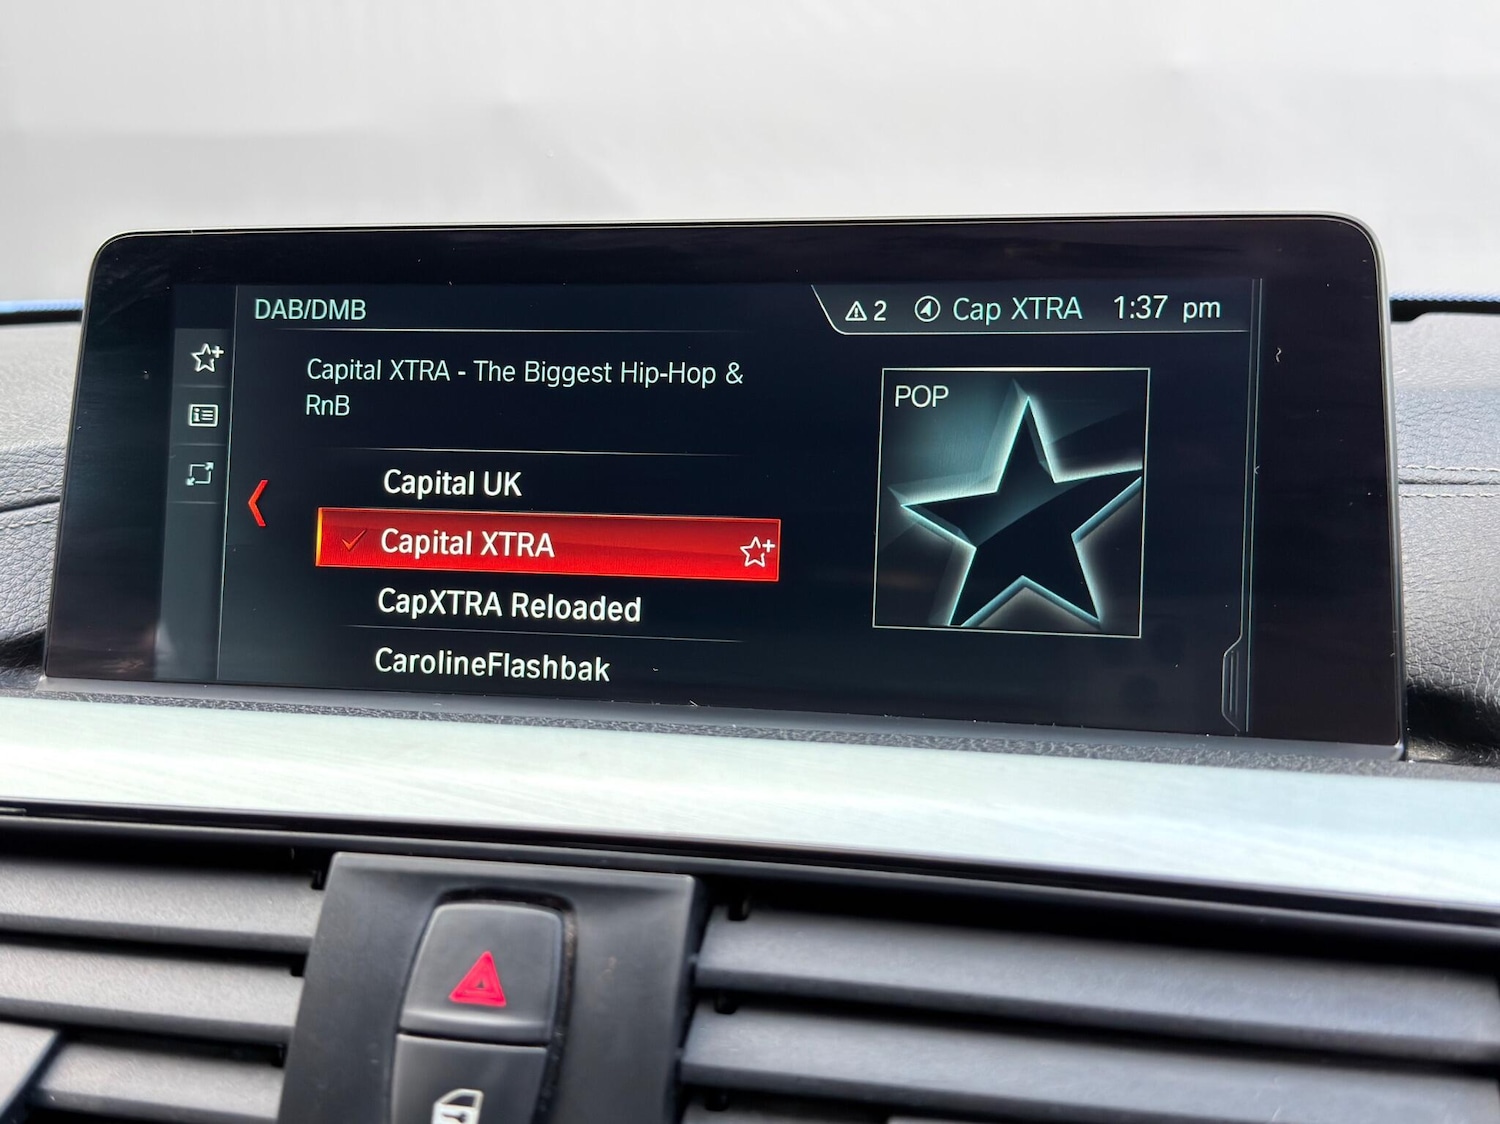 DAB/DMB
2 Cap XTRA 1:37 pm
Capital XTRA - The Biggest Hip-Hop &
RnB
POP
Capital UK
Capital XTRA
CapXTRA Reloaded
CarolineFlashbak